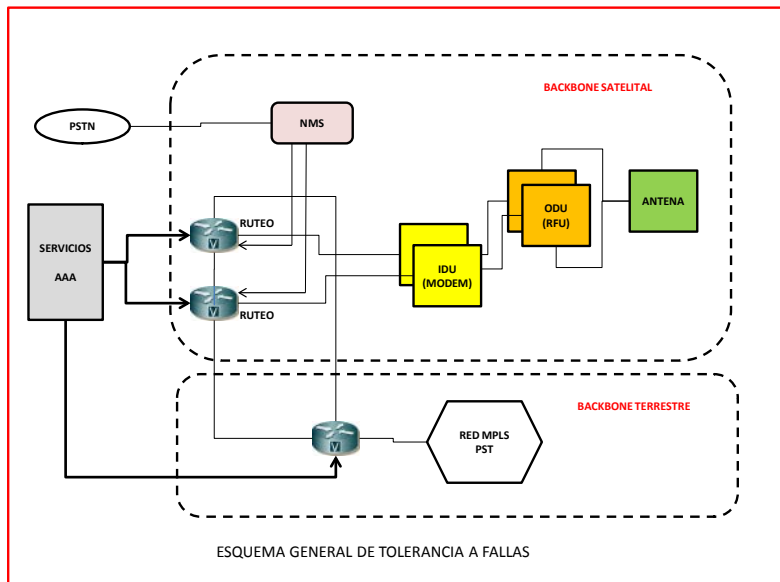 BACKBONE SATELITAL
PSTN
NMS
ODU
(RFU)
ANTENA
RUTEO
SERVICIOS
AAA
IDU
(MODEM)
V
V
RUTEO
BACKBONE TERRESTRE
RED MPLS
PST
V
ESQUEMA GENERAL DE TOLERANCIA A FALLAS